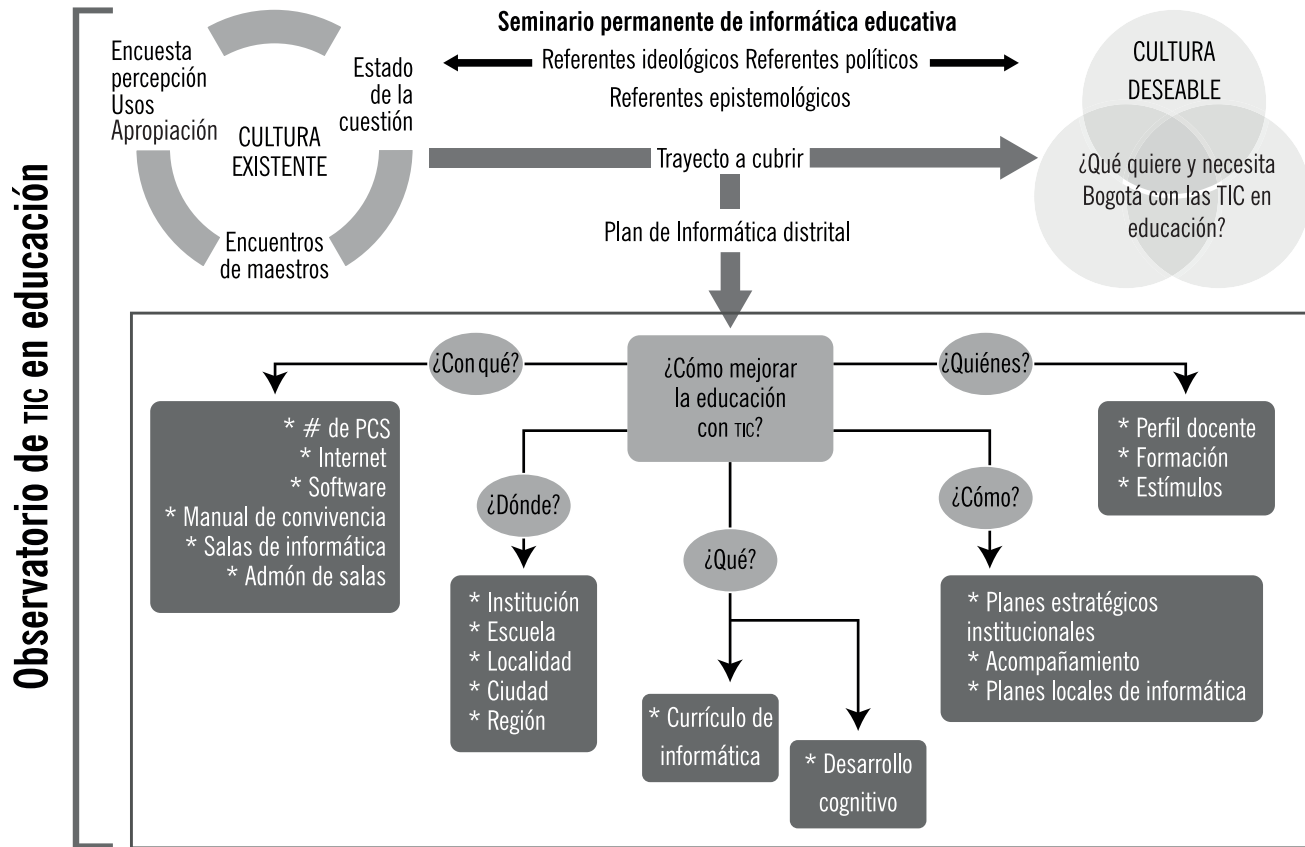 Observatorio de TIC en educación
Encuesta
percepción
Usos
Apropiación
Estado
de la
cuestión
CULTURA
EXISTENTE
Encuentros
de maestros
Seminario permanente de informática educativa
Referentes ideológicos Referentes políticos
Referentes epistemológicos
Trayecto a cubrir
Plan de Informática distrital
CULTURA
DESEABLE
¿Qué quiere y necesita
Bogotá con las TIC en
educación?
¿Cómo mejorar
la educación
con TIC?
¿Con qué?
* # de PCS
* Internet
* Software
* Manual de convivencia
* Salas de informática
* Admón de salas
¿Dónde?
* Institución
* Escuela
* Localidad
* Ciudad
* Región
¿Qué?
* Currículo de
informática
* Desarrollo
cognitivo
¿Cómo?
* Planes estratégicos
institucionales
* Acompañamiento
* Planes locales de informática
¿Quiénes?
* Perfil docente
* Formación
* Estímulos